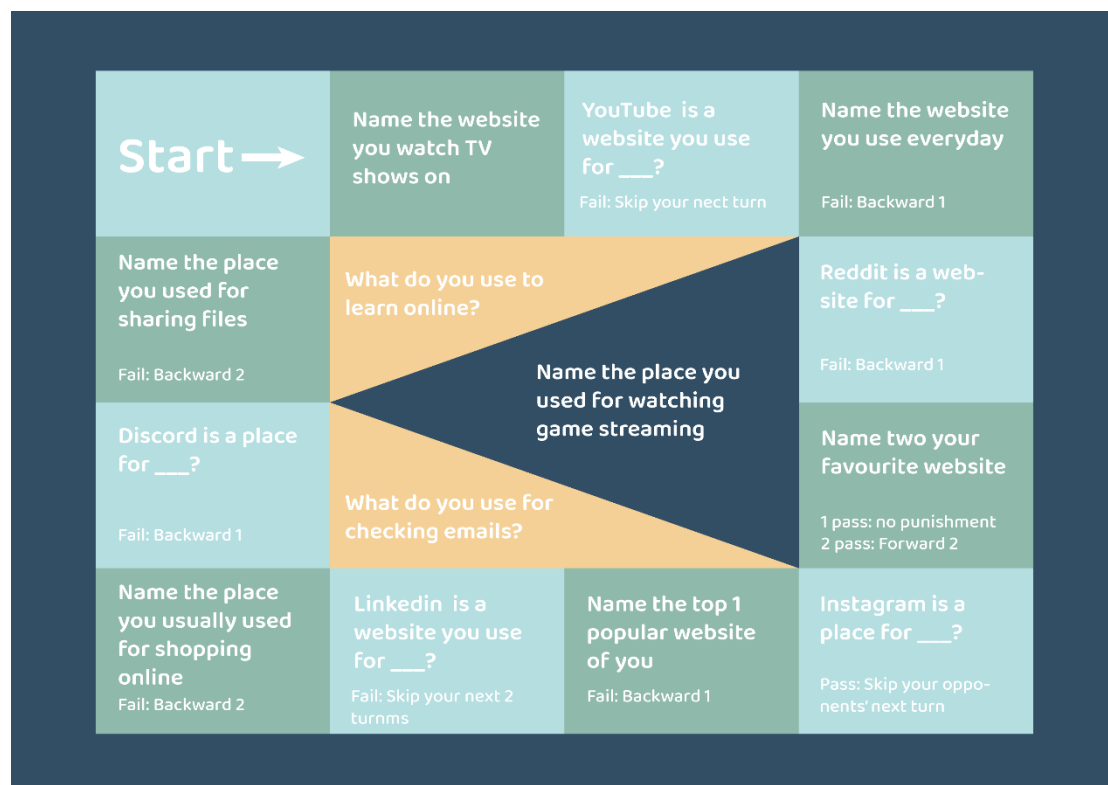 Start
Name the website
you watch TV
shows on
YouTube is a
website you use
for ___?
Fail: Skip your nect turn
Name the website
you use everyday
Fail: Backward 1
Name the place
you used for
sharing files
Fail: Backward 2
What do you use to
learn online?
Name the place you
used for watching
game streaming
Reddit is a web-
site for ___?
Fail: Backward 1
Discord is a place
for ___?
Fail: Backward 1
What do you use for
checking emails?
Name two your
favourite website
1 pass: no punishment
2 pass: Forward 2
Name the place
you usually used
for shopping
online
Fail: Backward 2
Linkedin is a
website you use
for ___?
Fail: Skip your next 2
turnms
Name the top 1
popular website
of you
Fail: Backward 1
Instagram is a
place for ___?
Pass: Skip your oppo-
nents' next turn